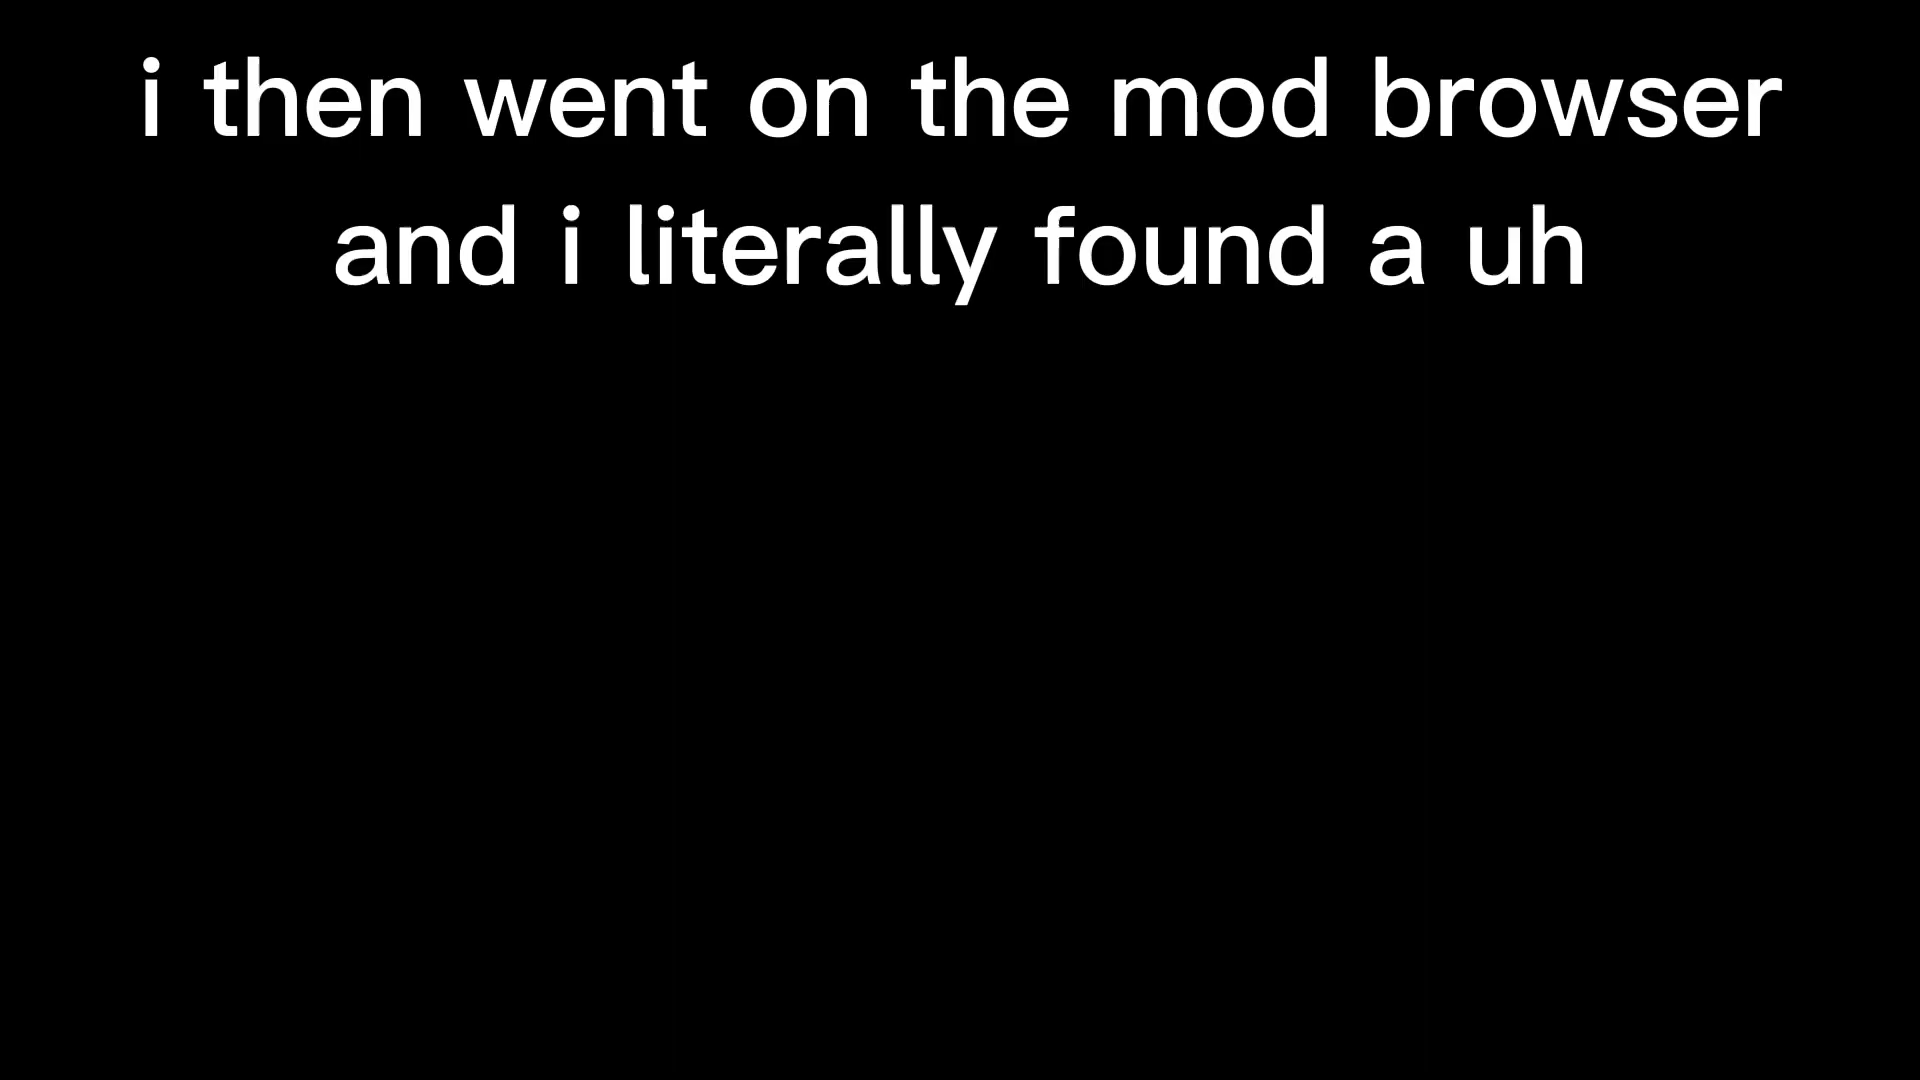 i then went on the mod browser
and i literally found a uh